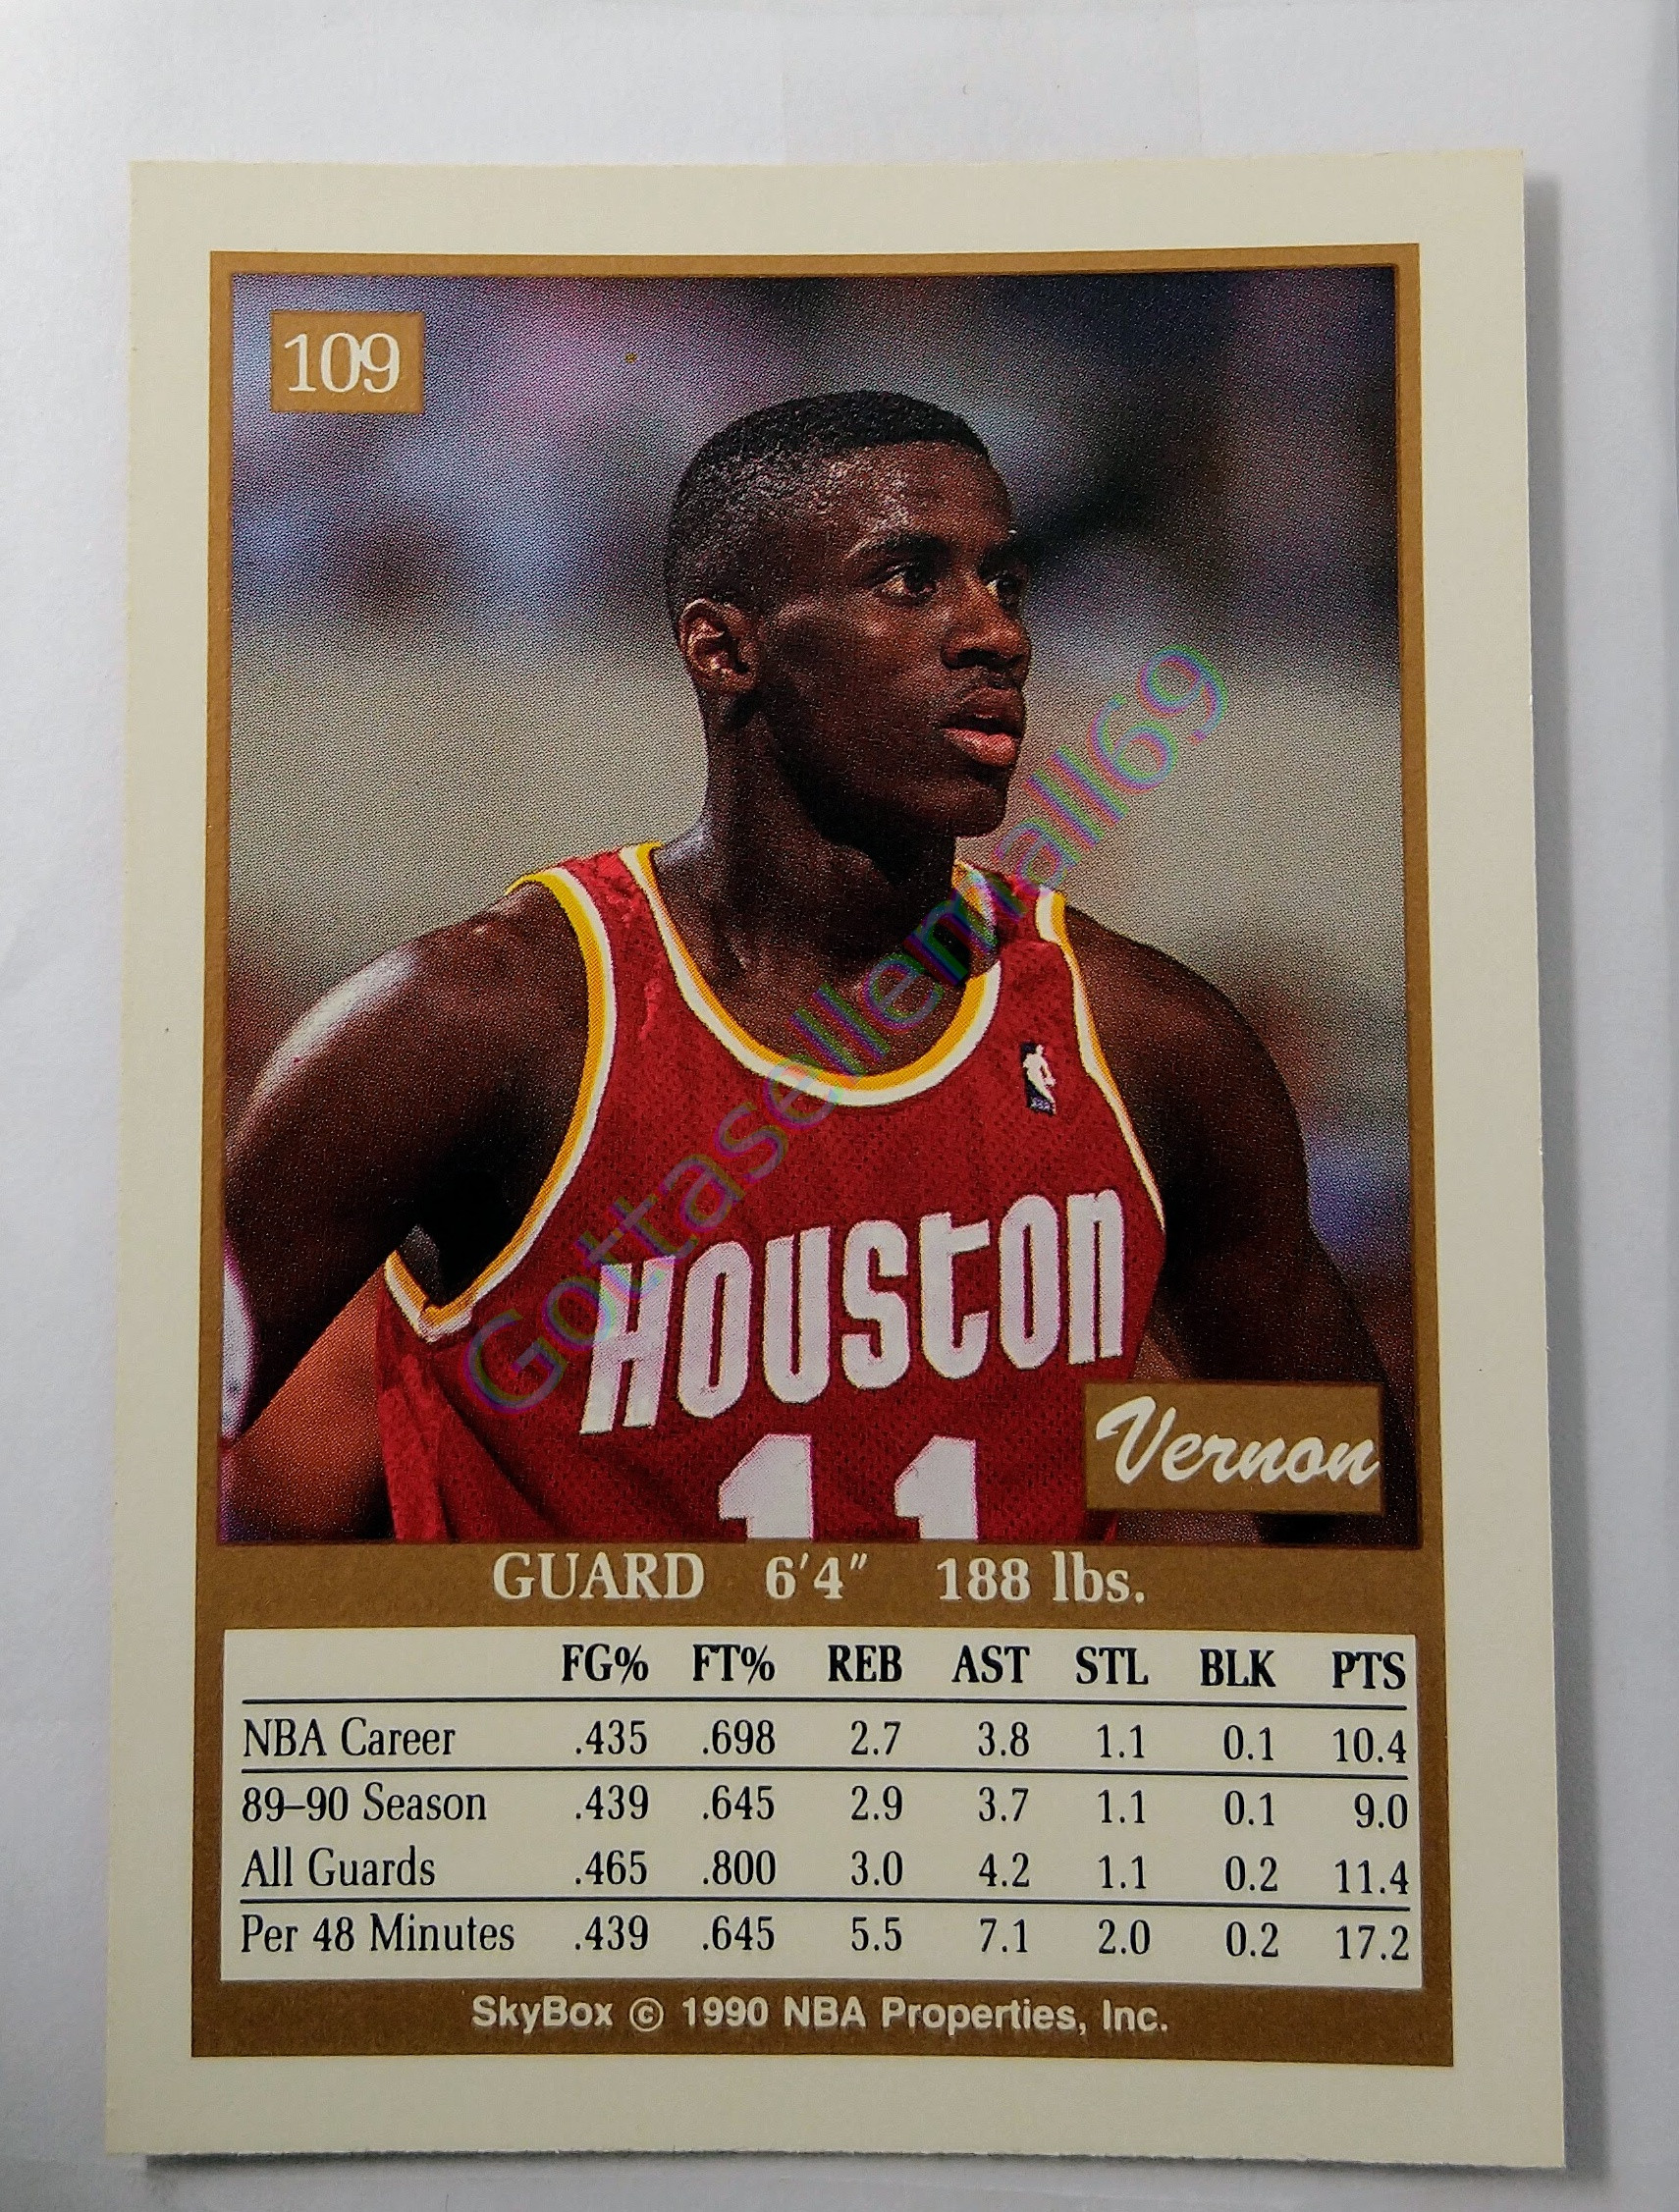 109
Gottasellemall69
HOUSTON
11
Vernon
GUARD 6'4" 188 lbs.
FG% FT% REB AST STL BLK PTS
NBA Career .435 .698 2.7 3.8 1.1 0.1 10.4
89–90 Season .439 .645 2.9 3.7 1.1 0.1 9.0
All Guards .465 .800 3.0 4.2 1.1 0.2 11.4
Per 48 Minutes .439 .645 5.5 7.1 2.0 0.2 17.2
SkyBox © 1990 NBA Properties, Inc.